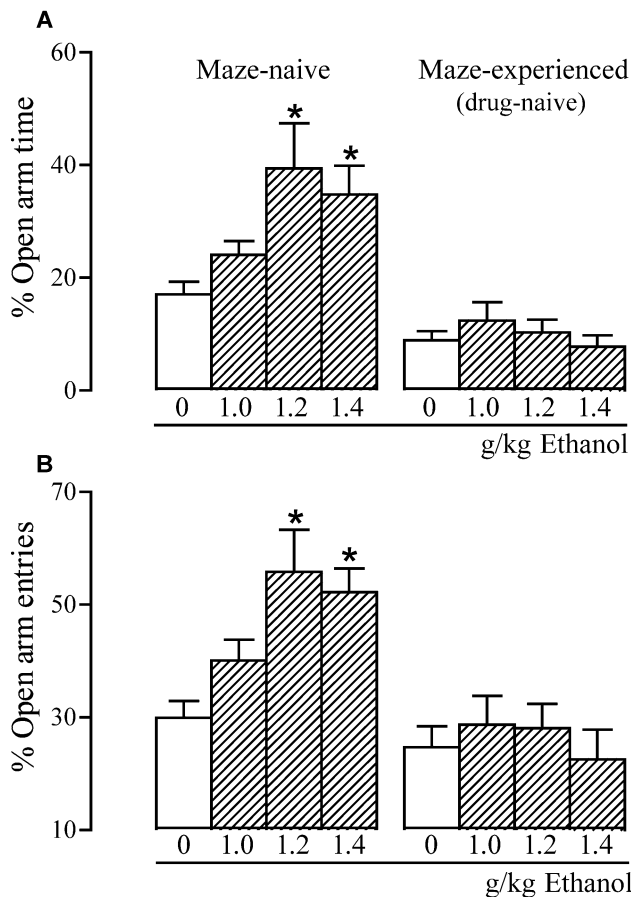 A
60
Maze-naive
Maze-experienced
(drug-naive)
*
*
40
% Open arm time
20
0
0 1.0 1.2 1.4 0 1.0 1.2 1.4
g/kg Ethanol
B
70
*
*
50
% Open arm entries
30
10
0 1.0 1.2 1.4 0 1.0 1.2 1.4
g/kg Ethanol